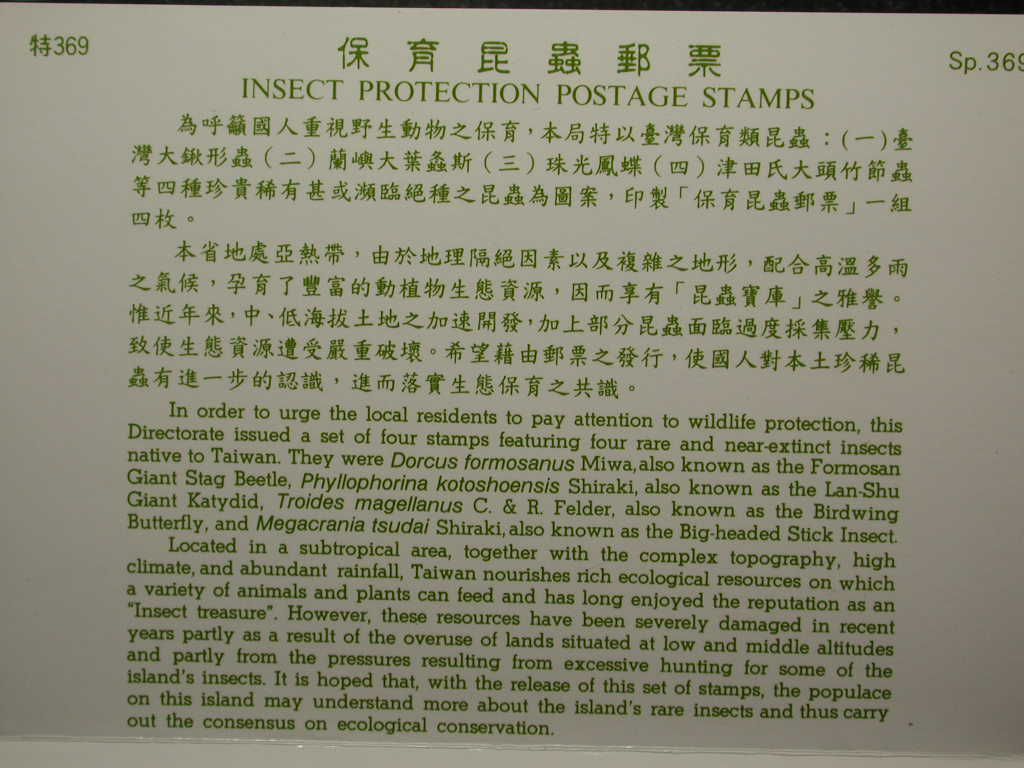 特369
保育昆蟲郵票
Sp.369
INSECT PROTECTION POSTAGE STAMPS
為呼籲國人重視野生動物之保育，本局特以臺灣保育類昆蟲：(一)臺
灣大鍬形蟲（二）蘭嶼大葉螽斯（三）珠光鳳蝶（四）津田氏大頭竹節蟲
等四種珍貴稀有甚或瀕臨絕種之昆蟲為圖案，印製「保育昆蟲郵票」一組
四枚。
本省地處亞熱帶，由於地理隔絕因素以及複雜之地形，配合高溫多雨
之氣候，孕育了豐富的動植物生態資源，因而享有「昆蟲寶庫」之雅譽。
惟近年來，中、低海拔土地之加速開發，加上部分昆蟲面臨過度採集壓力，
致使生態資源遭受嚴重破壞。希望藉由郵票之發行，使國人對本土珍稀昆
蟲有進一步的認識，進而落實生態保育之共識。
In order to urge the local residents to pay attention to wildlife protection, this
Directorate issued a set of four stamps featuring four rare and near-extinct insects
native to Taiwan. They were Dorcus formosanus Miwa, also known as the Formosan
Giant Stag Beetle, Phyllophorina kotoshoensis Shiraki, also known as the Lan-Shu
Giant Katydid, Troides magellanus C. & R. Felder, also known as the Birdwing
Butterfly, and Megacrania tsudai Shiraki, also known as the Big-headed Stick Insect.
Located in a subtropical area, together with the complex topography, high
climate, and abundant rainfall, Taiwan nourishes rich ecological resources on which
a variety of animals and plants can feed and has long enjoyed the reputation as an
"Insect treasure". However, these resources have been severely damaged in recent
years partly as a result of the overuse of lands situated at low and middle altitudes
and partly from the pressures resulting from excessive hunting for some of the
island's insects. It is hoped that, with the release of this set of stamps, the populace
on this island may understand more about the island's rare insects and thus carry
out the consensus on ecological conservation.